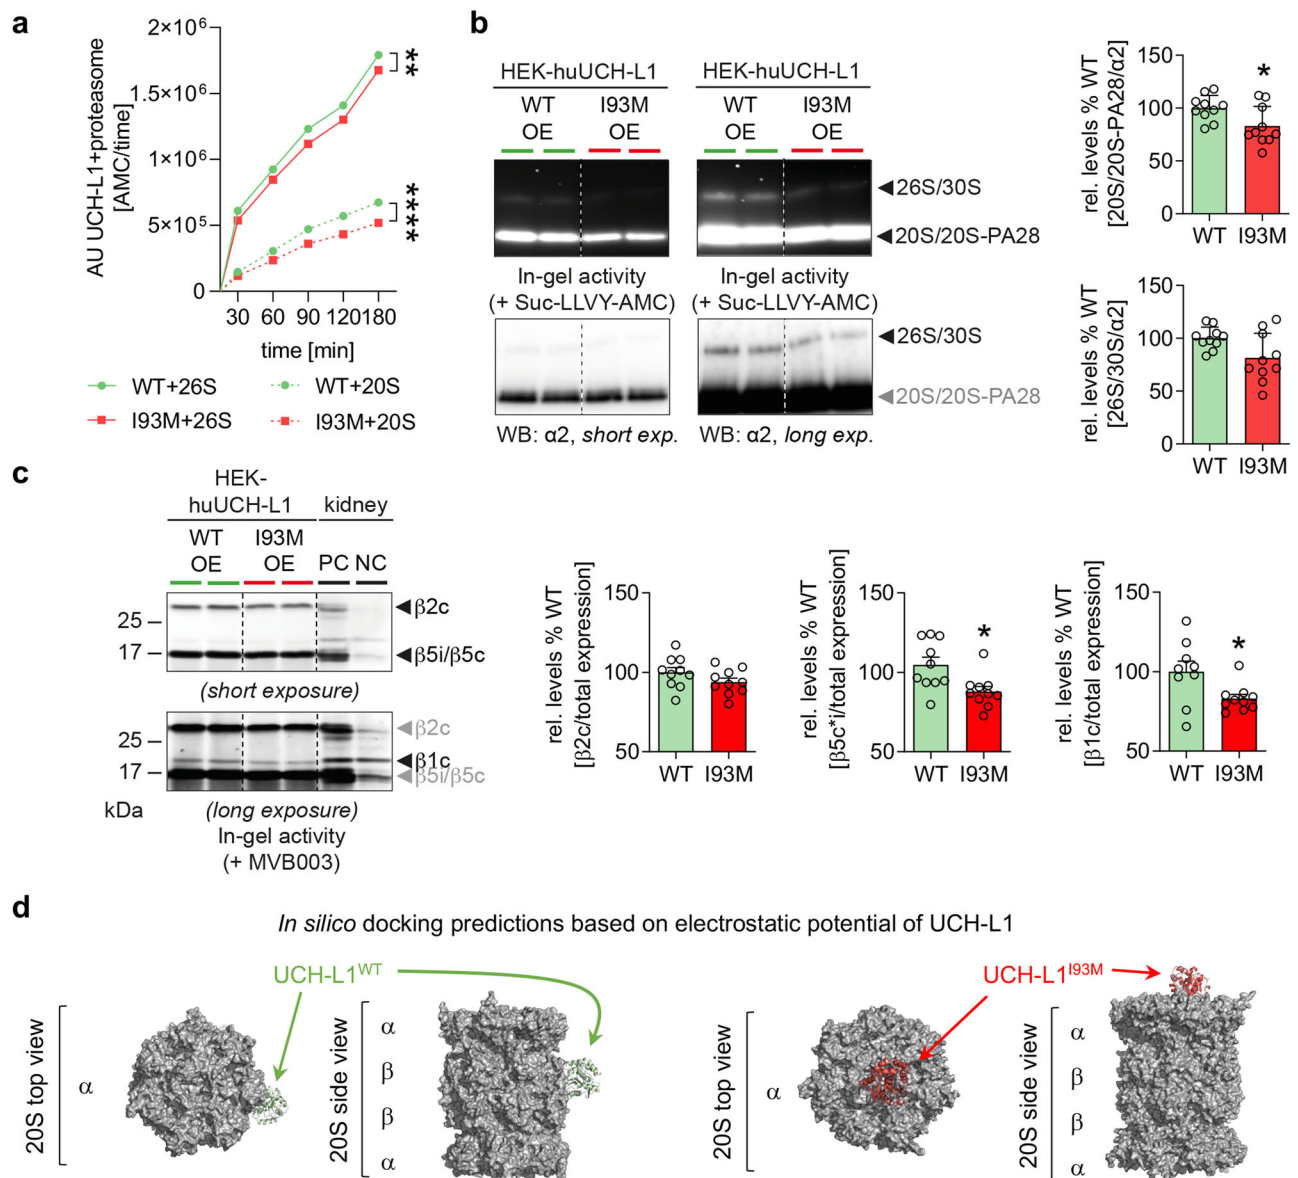 a
AU UCH-L1+proteasome
[AMC/time]
2×10⁶
1.5×10⁶
1×10⁶
5×10⁵
0
30 60 90 120 180
time [min]
**
****
WT+26S
WT+20S
I93M+26S
I93M+20S
b
HEK-huUCH-L1
HEK-huUCH-L1
WT I93M
OE OE
WT I93M
OE OE
26S/30S
20S/20S-PA28
In-gel activity
(+ Suc-LLVY-AMC)
In-gel activity
(+ Suc-LLVY-AMC)
26S/30S
20S/20S-PA28
WB: α2, short exp.
WB: α2, long exp.
rel. levels % WT
[20S/20S-PA28/α2]
150
100
50
0
*
WT I93M
rel. levels % WT
[26S/30S/α2]
150
100
50
0
WT I93M
c
HEK-
huUCH-L1
kidney
WT I93M
OE OE PC NC
25
17
β2c
β5i/β5c
(short exposure)
25
17
β2c
β1c
β5i/β5c
kDa
(long exposure)
In-gel activity
(+ MVB003)
rel. levels % WT
[β2c/total expression]
150
100
50
WT I93M
rel. levels % WT
[β5c*i/total expression]
150
100
50
*
WT I93M
rel. levels % WT
[β1c/total expression]
150
100
50
*
WT I93M
d
In silico docking predictions based on electrostatic potential of UCH-L1
UCH-L1ᵂᵀ
UCH-L1ᴵ⁹³ᴹ
20S top view
α
20S side view
α
β
β
α
20S top view
α
20S side view
α
β
β
α